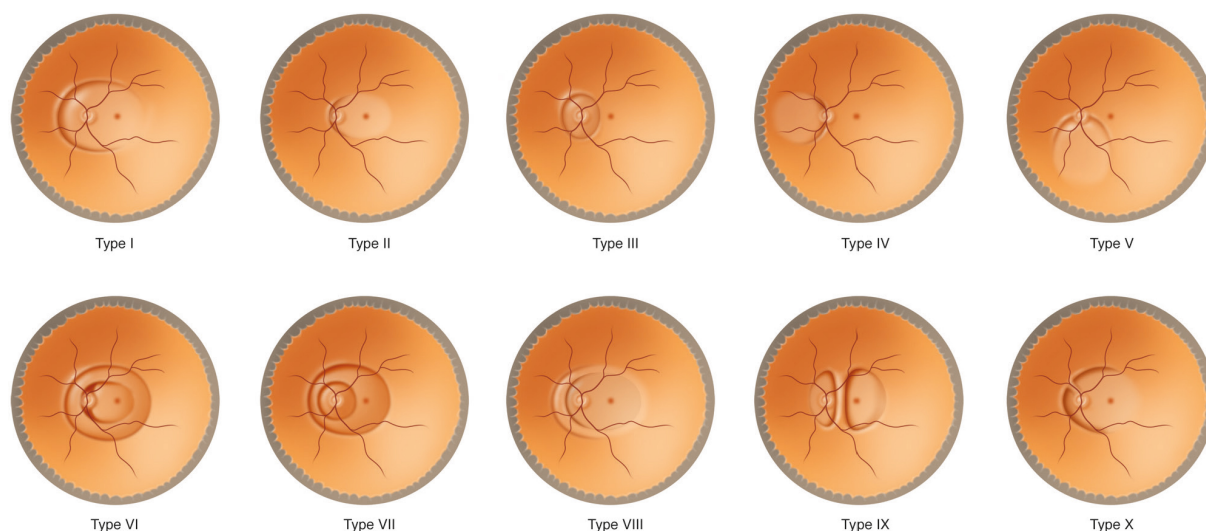 Type I
Type II
Type III
Type IV
Type V
Type VI
Type VII
Type VIII
Type IX
Type X